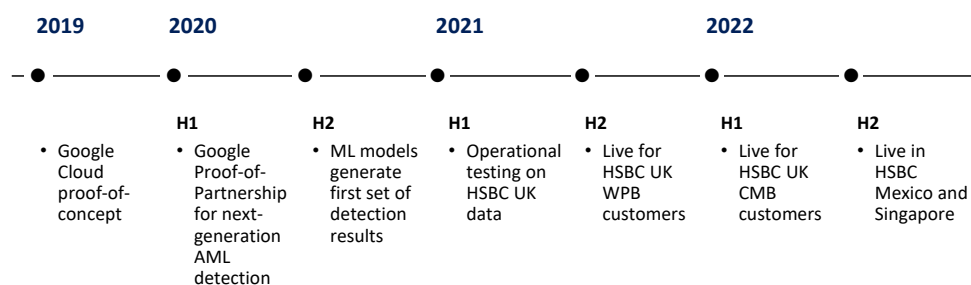 2019
2020
2021
2022
• Google
Cloud
proof-of-
concept
H1
• Google
Proof-of-
Partnership
for next-
generation
AML
detection
H2
• ML models
generate
first set of
detection
results
H1
• Operational
testing on
HSBC UK
data
H2
• Live for
HSBC UK
WPB
customers
H1
• Live for
HSBC UK
CMB
customers
H2
• Live in
HSBC
Mexico and
Singapore